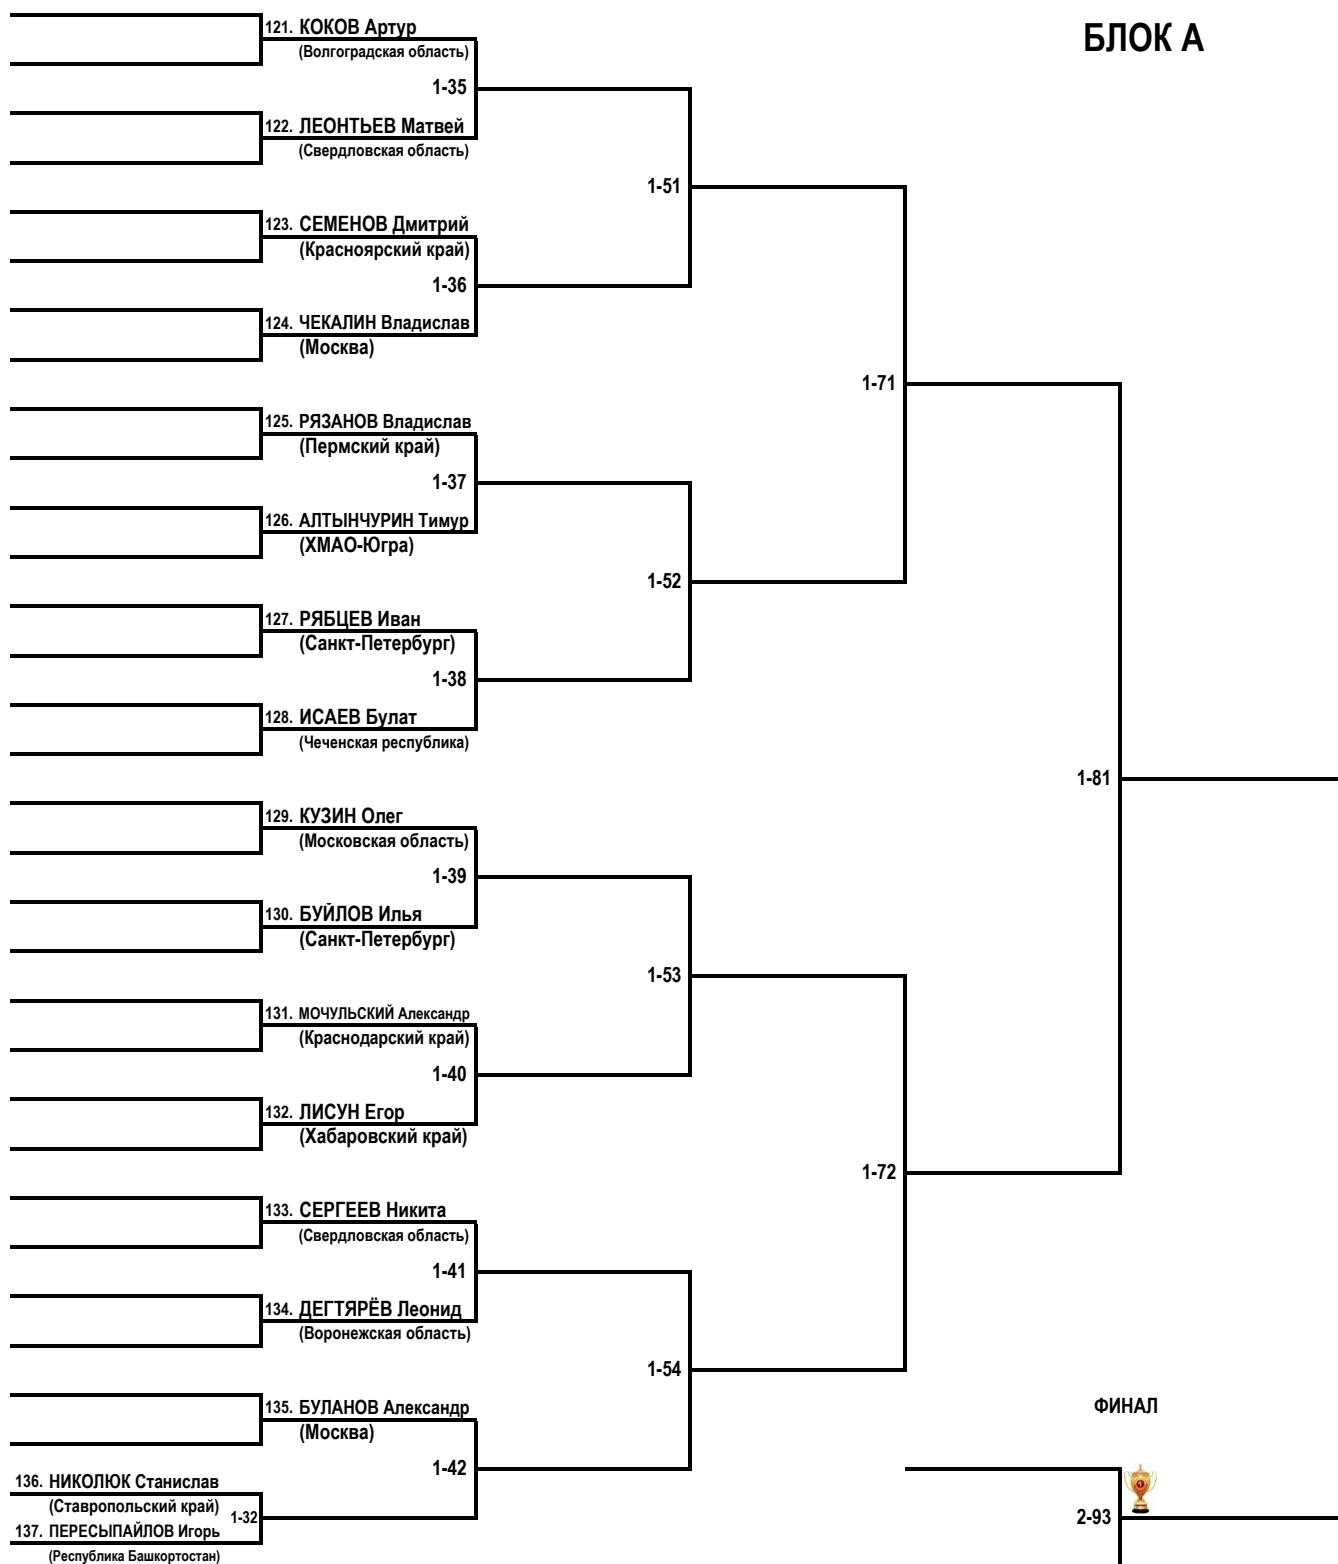 БЛОК А
121. КОКОВ Артур
(Волгоградская область)
1-35
122. ЛЕОНТЬЕВ Матвей
(Свердловская область)
1-51
123. СЕМЕНОВ Дмитрий
(Красноярский край)
1-36
124. ЧЕКАЛИН Владислав
(Москва)
1-71
125. РЯЗАНОВ Владислав
(Пермский край)
1-37
126. АЛТЫНЧУРИН Тимур
(ХМАО-Югра)
1-52
127. РЯБЦЕВ Иван
(Санкт-Петербург)
1-38
128. ИСАЕВ Булат
(Чеченская республика)
1-81
129. КУЗИН Олег
(Московская область)
1-39
130. БУЙЛОВ Илья
(Санкт-Петербург)
1-53
131. МОЧУЛЬСКИЙ Александр
(Краснодарский край)
1-40
132. ЛИСУН Егор
(Хабаровский край)
1-72
133. СЕРГЕЕВ Никита
(Свердловская область)
1-41
134. ДЕГТЯРЁВ Леонид
(Воронежская область)
1-54
135. БУЛАНОВ Александр
(Москва)
ФИНАЛ
1-42
136. НИКОЛЮК Станислав
(Ставропольский край)
1-32
2-93
137. ПЕРЕСЫПАЙЛОВ Игорь
(Республика Башкортостан)